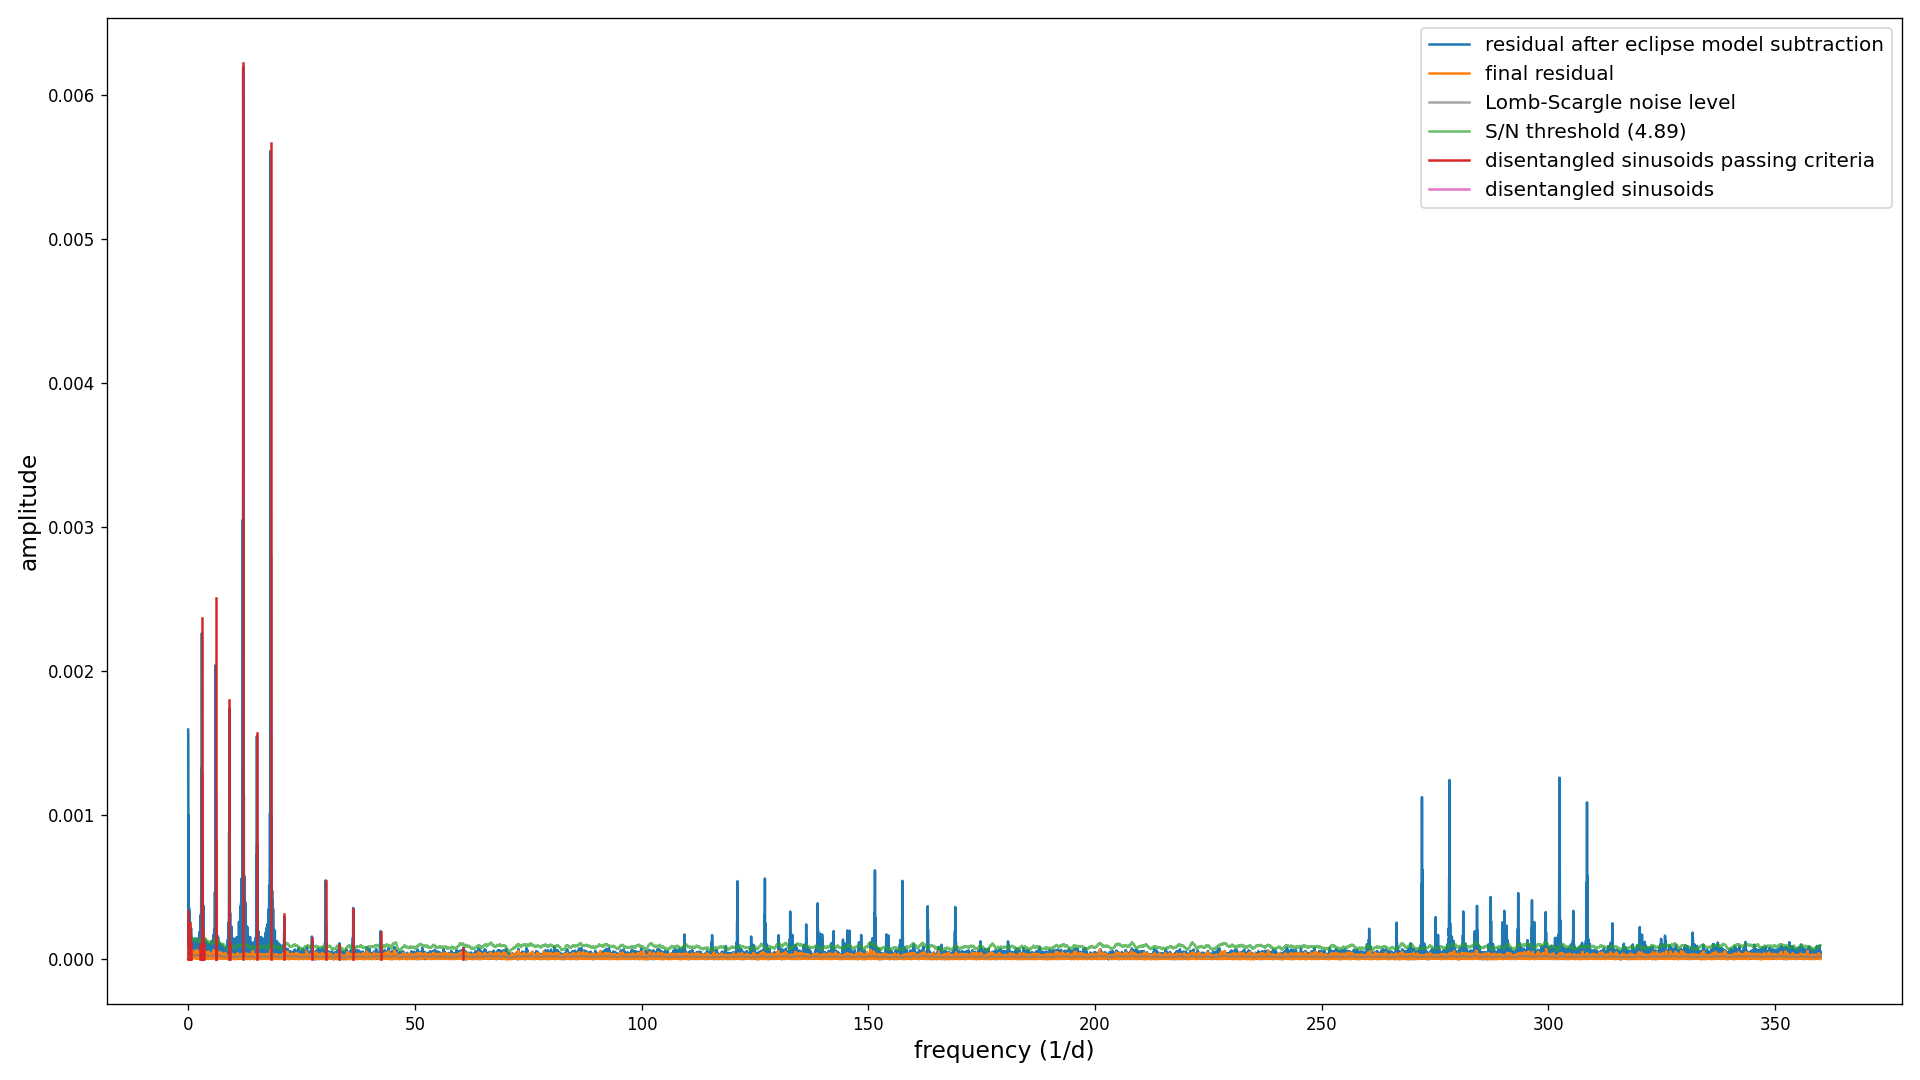 residual after eclipse model subtraction
final residual
Lomb-Scargle noise level
S/N threshold (4.89)
disentangled sinusoids passing criteria
disentangled sinusoids
0.006
0.005
0.004
0.003
0.002
0.001
0.000
amplitude
0 50 100 150 200 250 300 350
frequency (1/d)